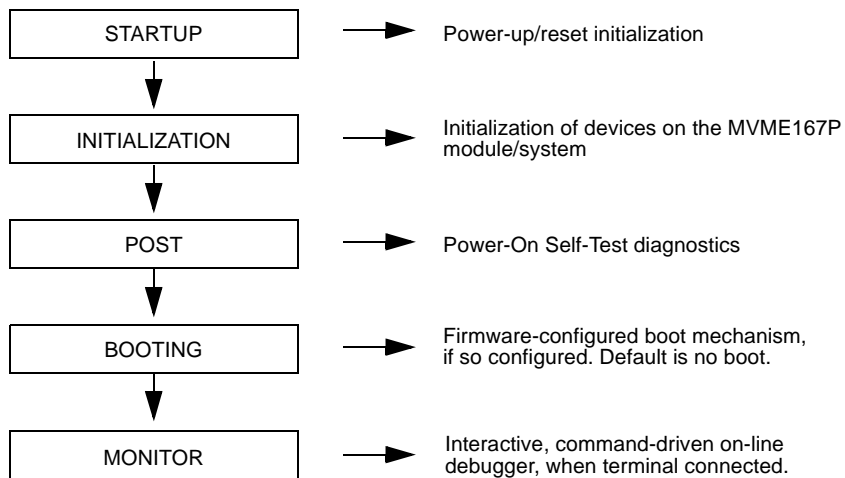 STARTUP
Power-up/reset initialization
INITIALIZATION
Initialization of devices on the MVME167P
module/system
POST
Power-On Self-Test diagnostics
BOOTING
Firmware-configured boot mechanism,
if so configured. Default is no boot.
MONITOR
Interactive, command-driven on-line
debugger, when terminal connected.